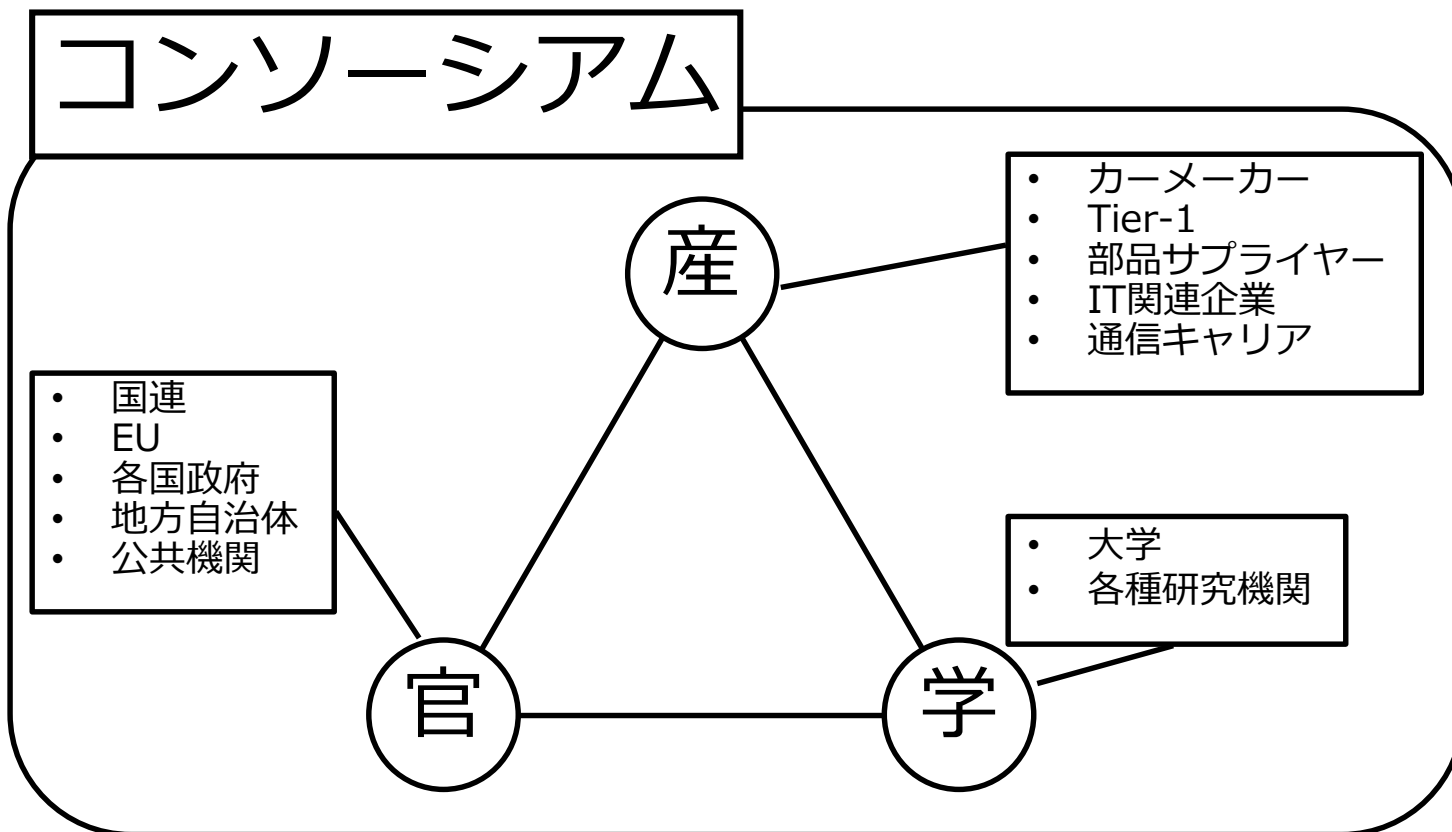 コンソーシアム
産
• カーメーカー
• Tier-1
• 部品サプライヤー
• IT関連企業
• 通信キャリア
• 国連
• EU
• 各国政府
• 地方自治体
• 公共機関
• 大学
• 各種研究機関
官
学